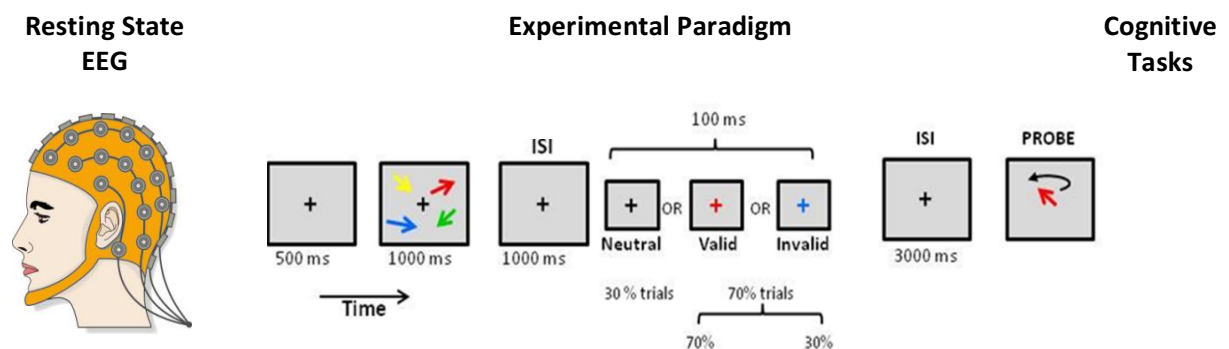 Resting State
EEG
Experimental Paradigm
Cognitive
Tasks
100 ms
ISI
ISI
PROBE
OR
OR
Neutral
Valid
Invalid
500 ms
1000 ms
1000 ms
3000 ms
Time
30 % trials
70% trials
70%
30%